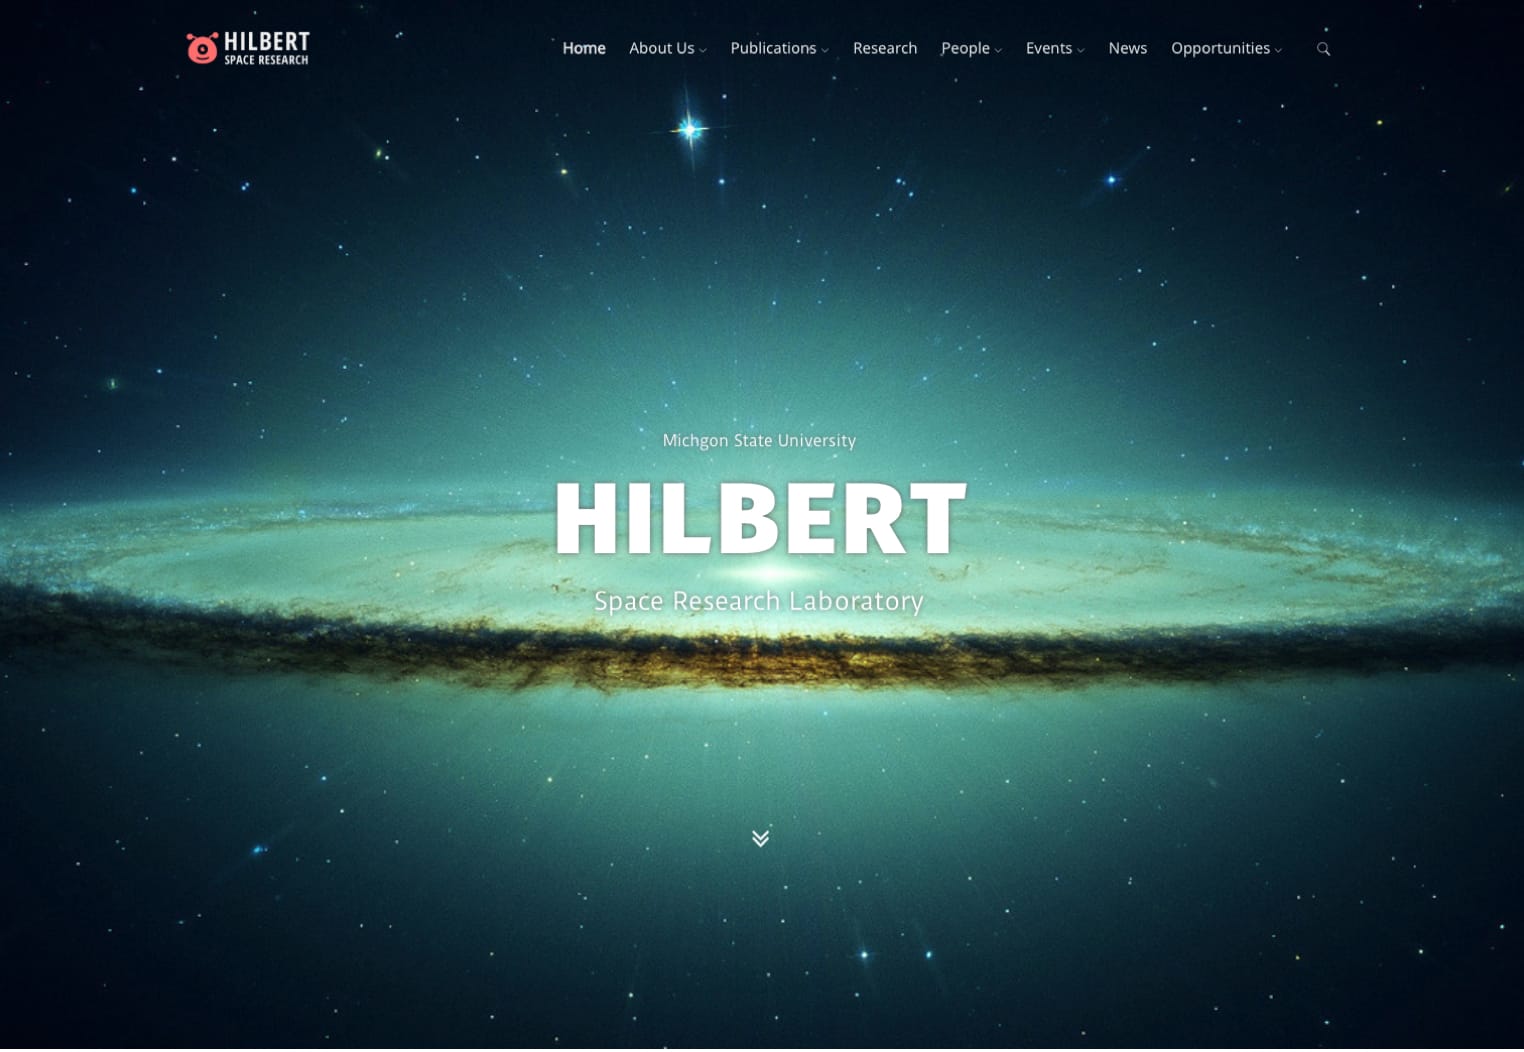 HILBERT
SPACE RESEARCH
Home About Us Publications Research People Events News Opportunities
Michgon State University
HILBERT
Space Research Laboratory